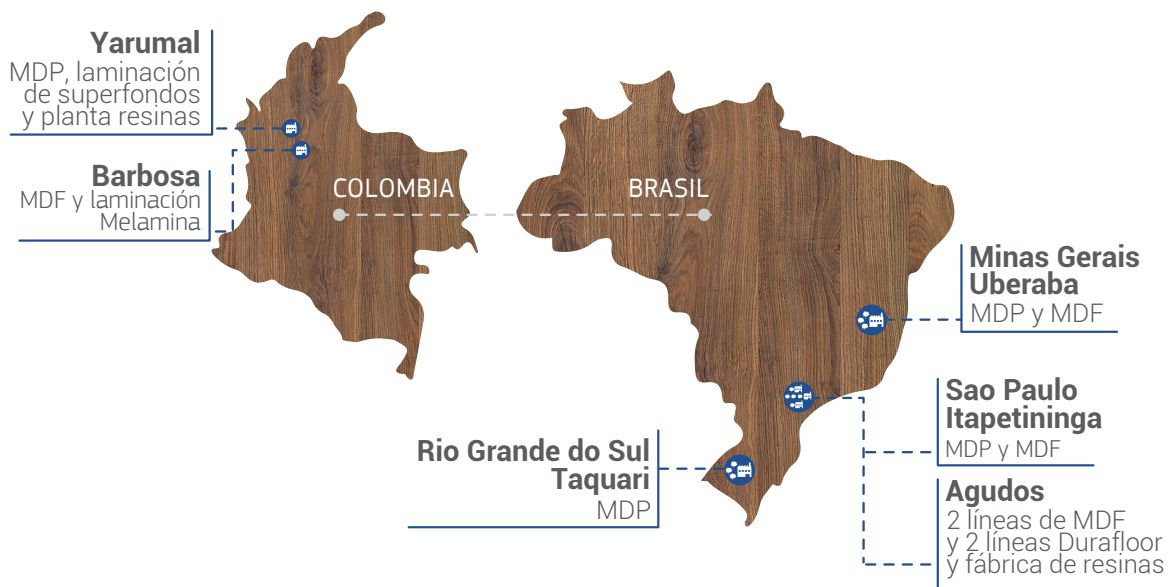 Yarumal
MDP, laminación
de superfondos
y planta resinas
Barbosa
MDF y laminación
Melamina
COLOMBIA
BRASIL
Minas Gerais
Uberaba
MDP y MDF
Sao Paulo
Itapetininga
MDP y MDF
Rio Grande do Sul
Taquari
MDP
Agudos
2 líneas de MDF
y 2 líneas Durafloor
y fábrica de resinas